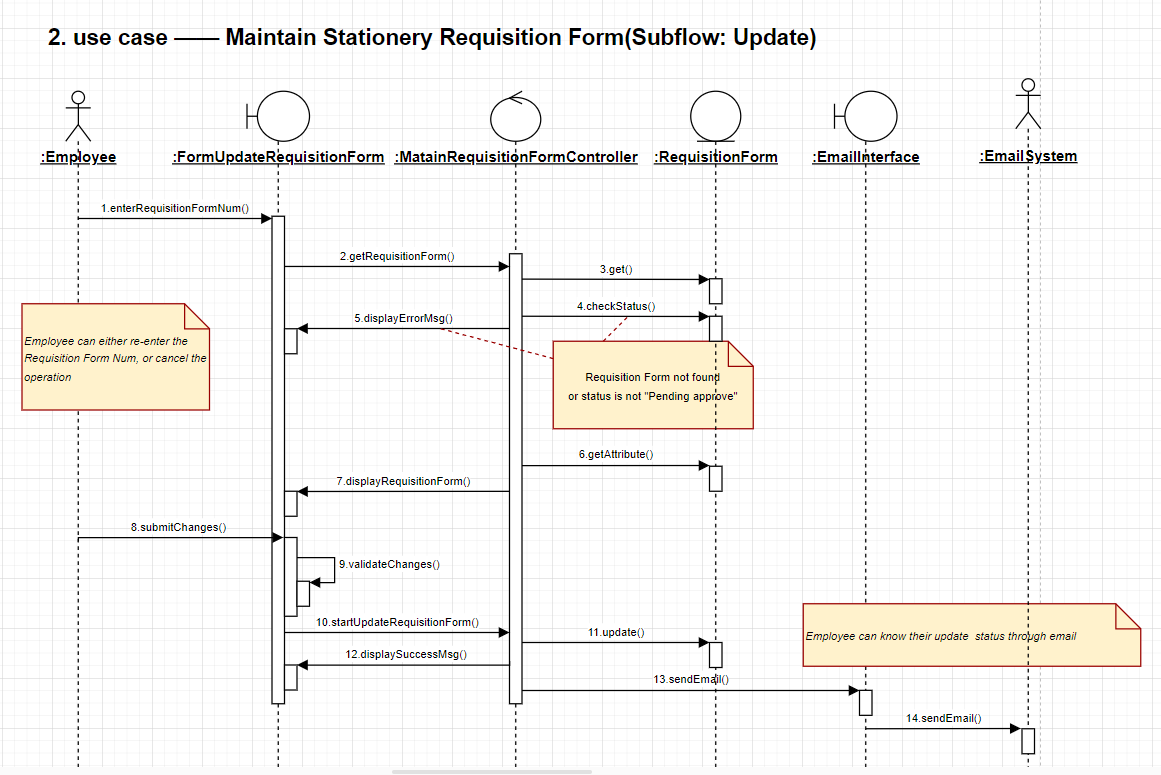 2. use case —— Maintain Stationery Requisition Form(Subflow: Update)
:Employee
:FormUpdateRequisitionForm
:MatainRequisitionFormController
:RequisitionForm
:EmailInterface
:EmailSystem
1.enterRequisitionFormNum()
2.getRequisitionForm()
3.get()
4.checkStatus()
5.displayErrorMsg()
Employee can either re-enter the
Requisition Form Num, or cancel the
operation
Requisition Form not found
or status is not "Pending approve"
6.getAttribute()
7.displayRequisitionForm()
8.submitChanges()
9.validateChanges()
10.startUpdateRequisitionForm()
11.update()
Employee can know their update  status through email
12.displaySuccessMsg()
13.sendEmail()
14.sendEmail()